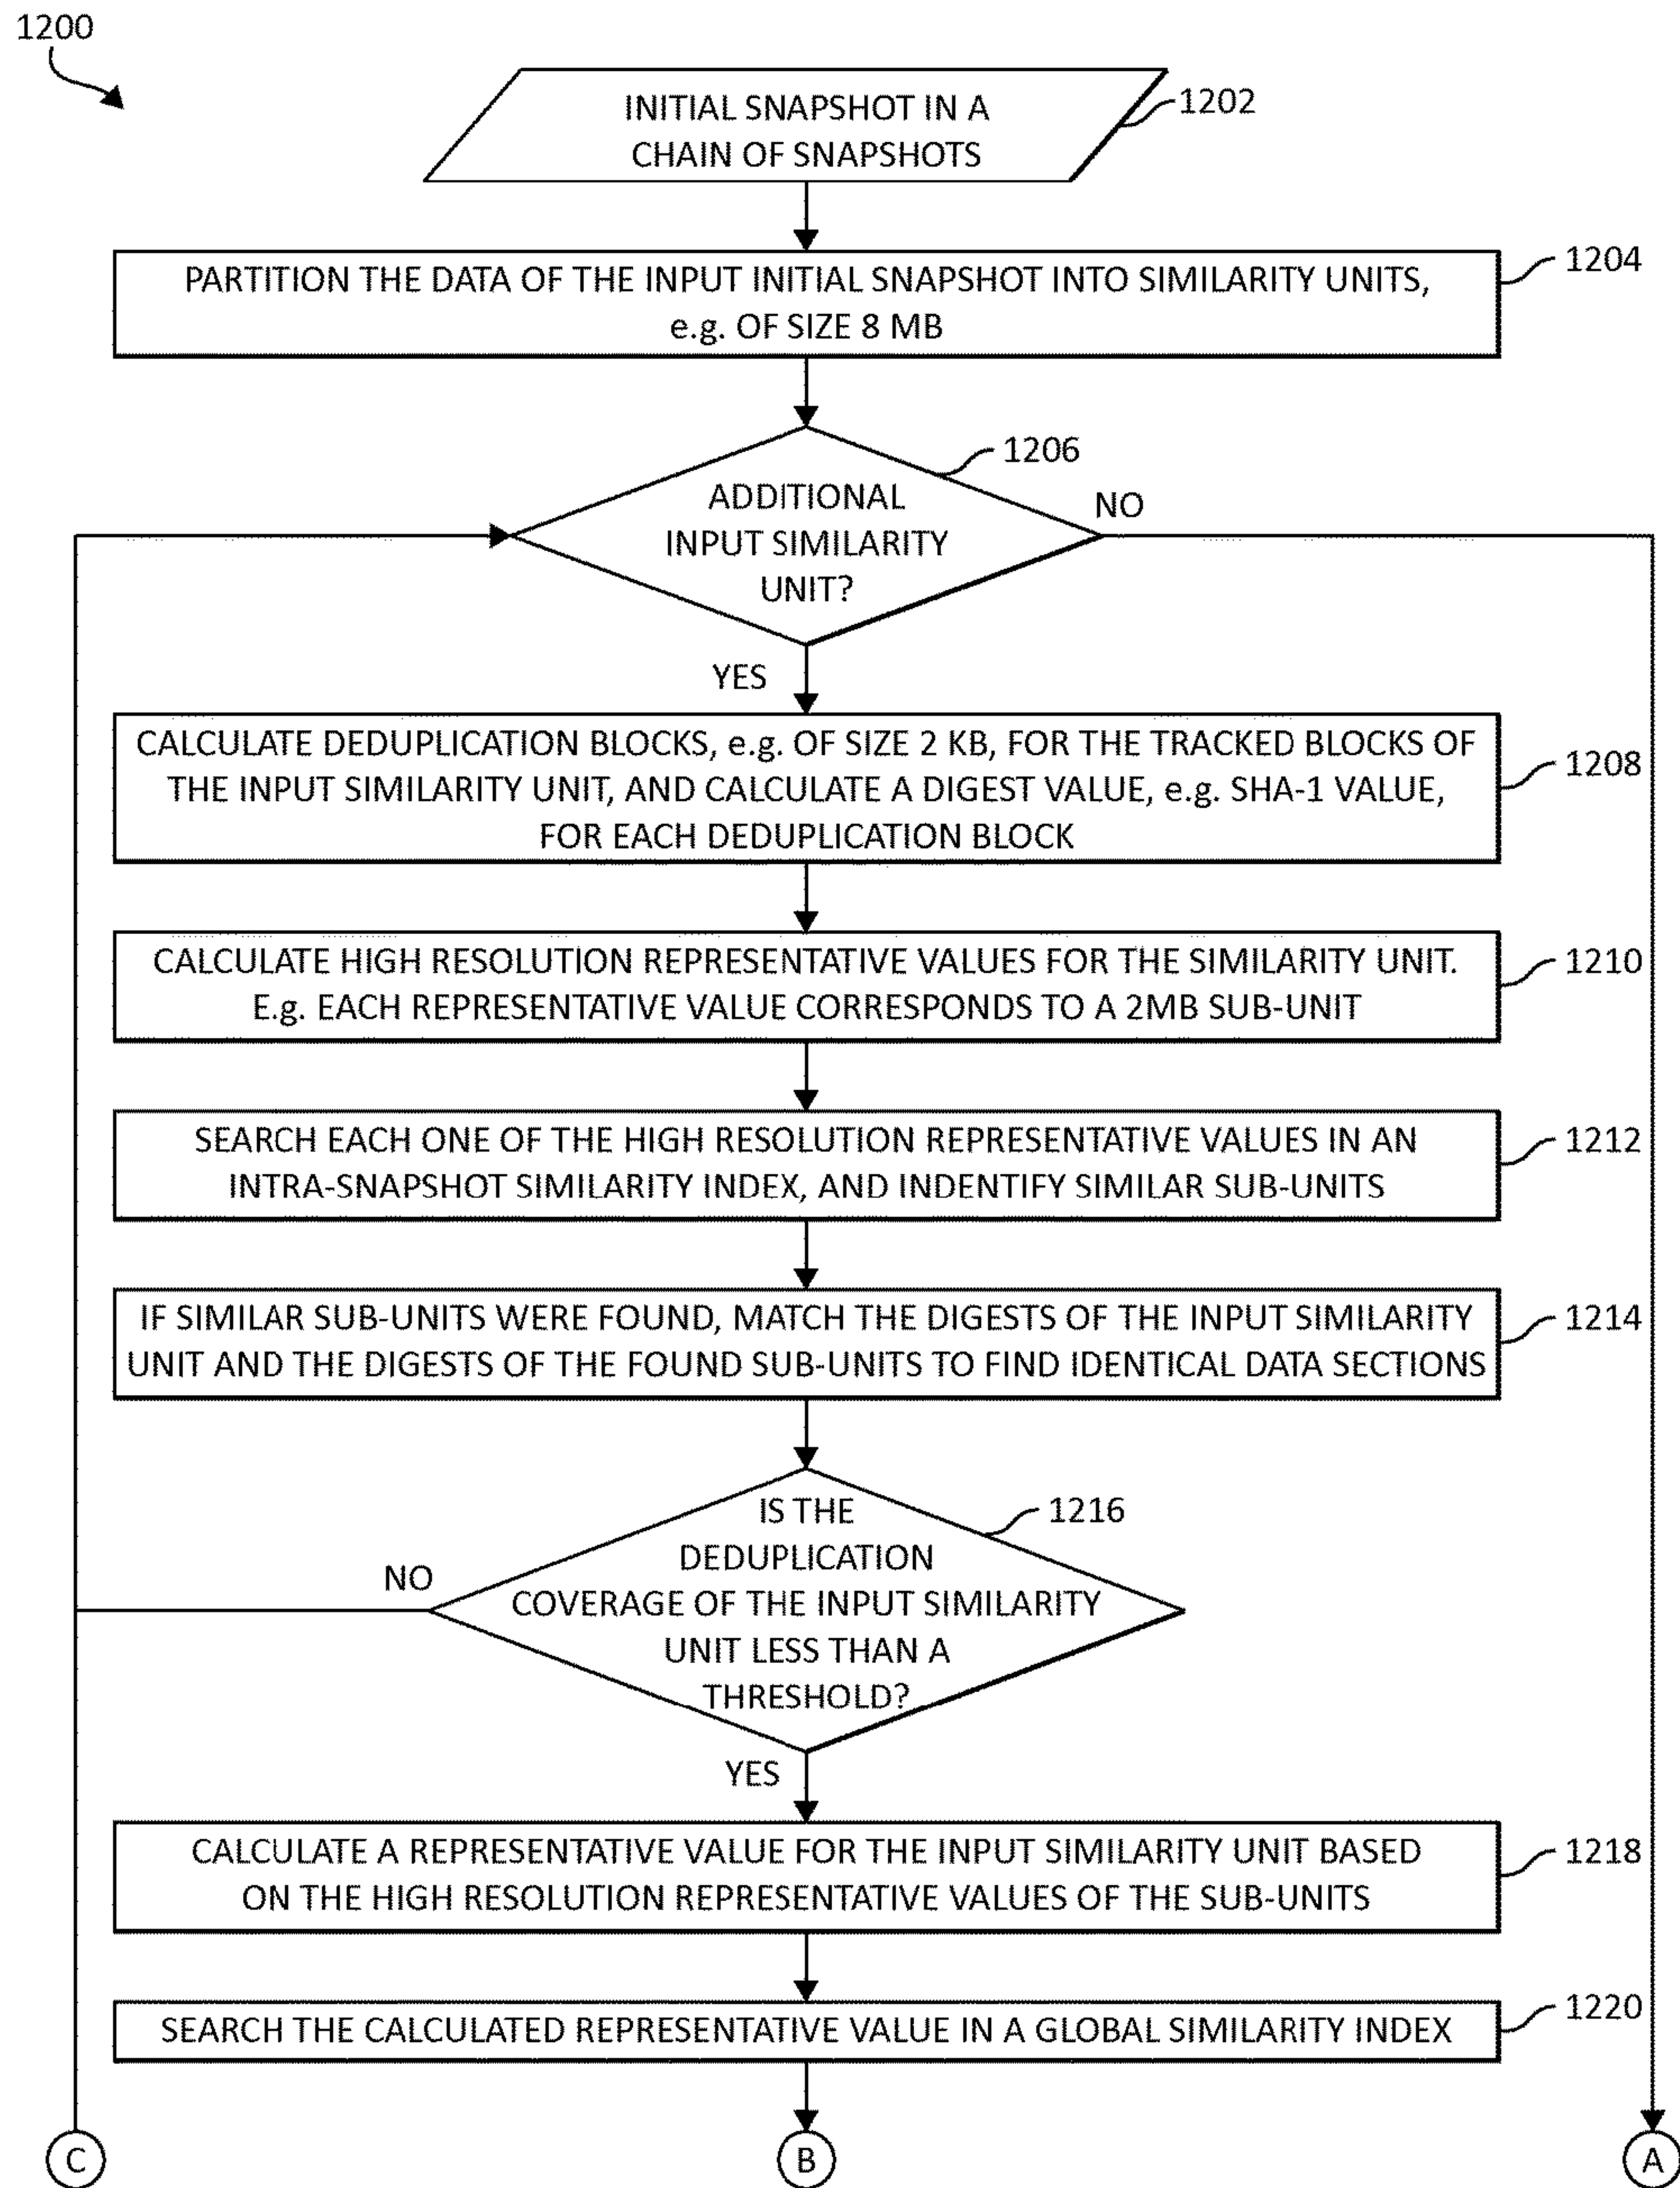 1200
INITIAL SNAPSHOT IN A
CHAIN OF SNAPSHOTS
1202
PARTITION THE DATA OF THE INPUT INITIAL SNAPSHOT INTO SIMILARITY UNITS,
e.g. OF SIZE 8 MB
1204
ADDITIONAL
INPUT SIMILARITY
UNIT?
1206
NO
YES
CALCULATE DEDUPLICATION BLOCKS, e.g. OF SIZE 2 KB, FOR THE TRACKED BLOCKS OF
THE INPUT SIMILARITY UNIT, AND CALCULATE A DIGEST VALUE, e.g. SHA-1 VALUE,
FOR EACH DEDUPLICATION BLOCK
1208
CALCULATE HIGH RESOLUTION REPRESENTATIVE VALUES FOR THE SIMILARITY UNIT.
E.g. EACH REPRESENTATIVE VALUE CORRESPONDS TO A 2MB SUB-UNIT
1210
SEARCH EACH ONE OF THE HIGH RESOLUTION REPRESENTATIVE VALUES IN AN
INTRA-SNAPSHOT SIMILARITY INDEX, AND INDENTIFY SIMILAR SUB-UNITS
1212
IF SIMILAR SUB-UNITS WERE FOUND, MATCH THE DIGESTS OF THE INPUT SIMILARITY
UNIT AND THE DIGESTS OF THE FOUND SUB-UNITS TO FIND IDENTICAL DATA SECTIONS
1214
IS THE
DEDUPLICATION
COVERAGE OF THE INPUT SIMILARITY
UNIT LESS THAN A
THRESHOLD?
1216
NO
YES
CALCULATE A REPRESENTATIVE VALUE FOR THE INPUT SIMILARITY UNIT BASED
ON THE HIGH RESOLUTION REPRESENTATIVE VALUES OF THE SUB-UNITS
1218
SEARCH THE CALCULATED REPRESENTATIVE VALUE IN A GLOBAL SIMILARITY INDEX
1220
C
B
A